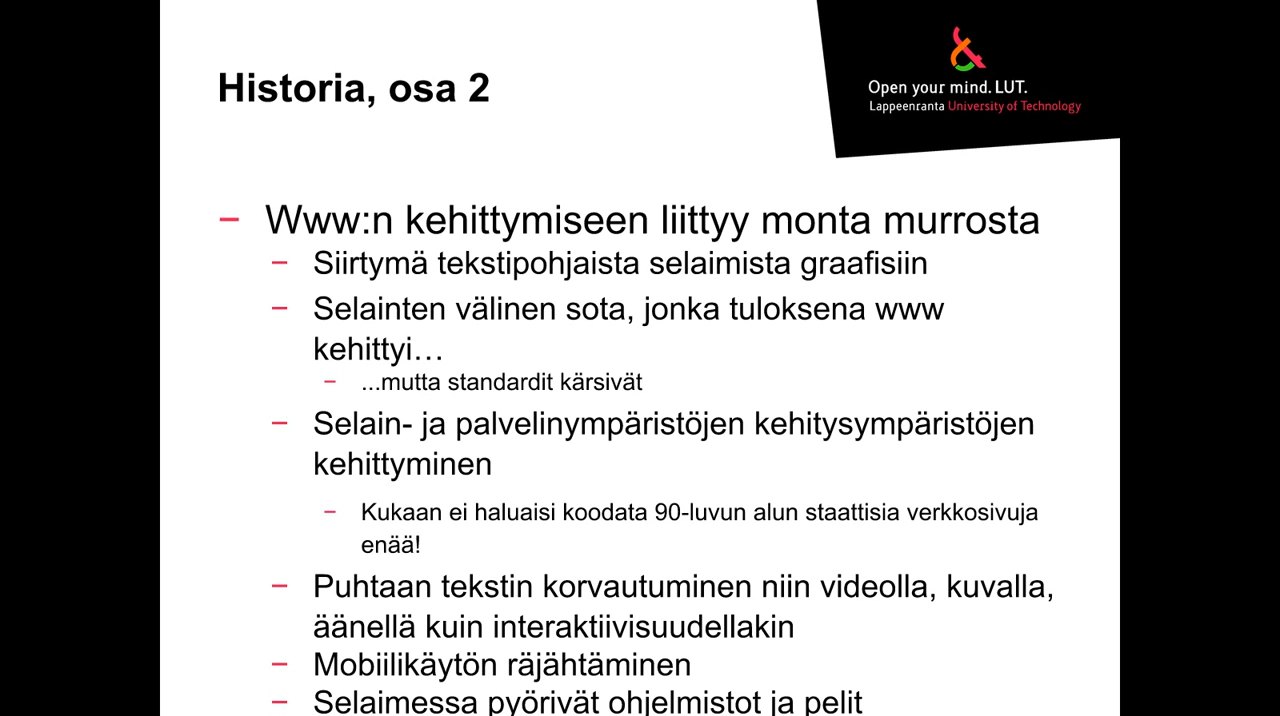 Historia, osa 2
Open your mind. LUT.
Lappeenranta University of Technology
– Www:n kehittymiseen liittyy monta murrosta
– Siirtymä tekstipohjaista selaimista graafisiin
– Selainten välinen sota, jonka tuloksena www
kehittyi…
– ...mutta standardit kärsivät
– Selain- ja palvelinympäristöjen kehitysympäristöjen
kehittyminen
– Kukaan ei haluaisi koodata 90-luvun alun staattisia verkkosivuja
enää!
– Puhtaan tekstin korvautuminen niin videolla, kuvalla,
äänellä kuin interaktiivisuudellakin
– Mobiilikäytön räjähtäminen
– Selaimessa pyörivät ohjelmistot ja pelit